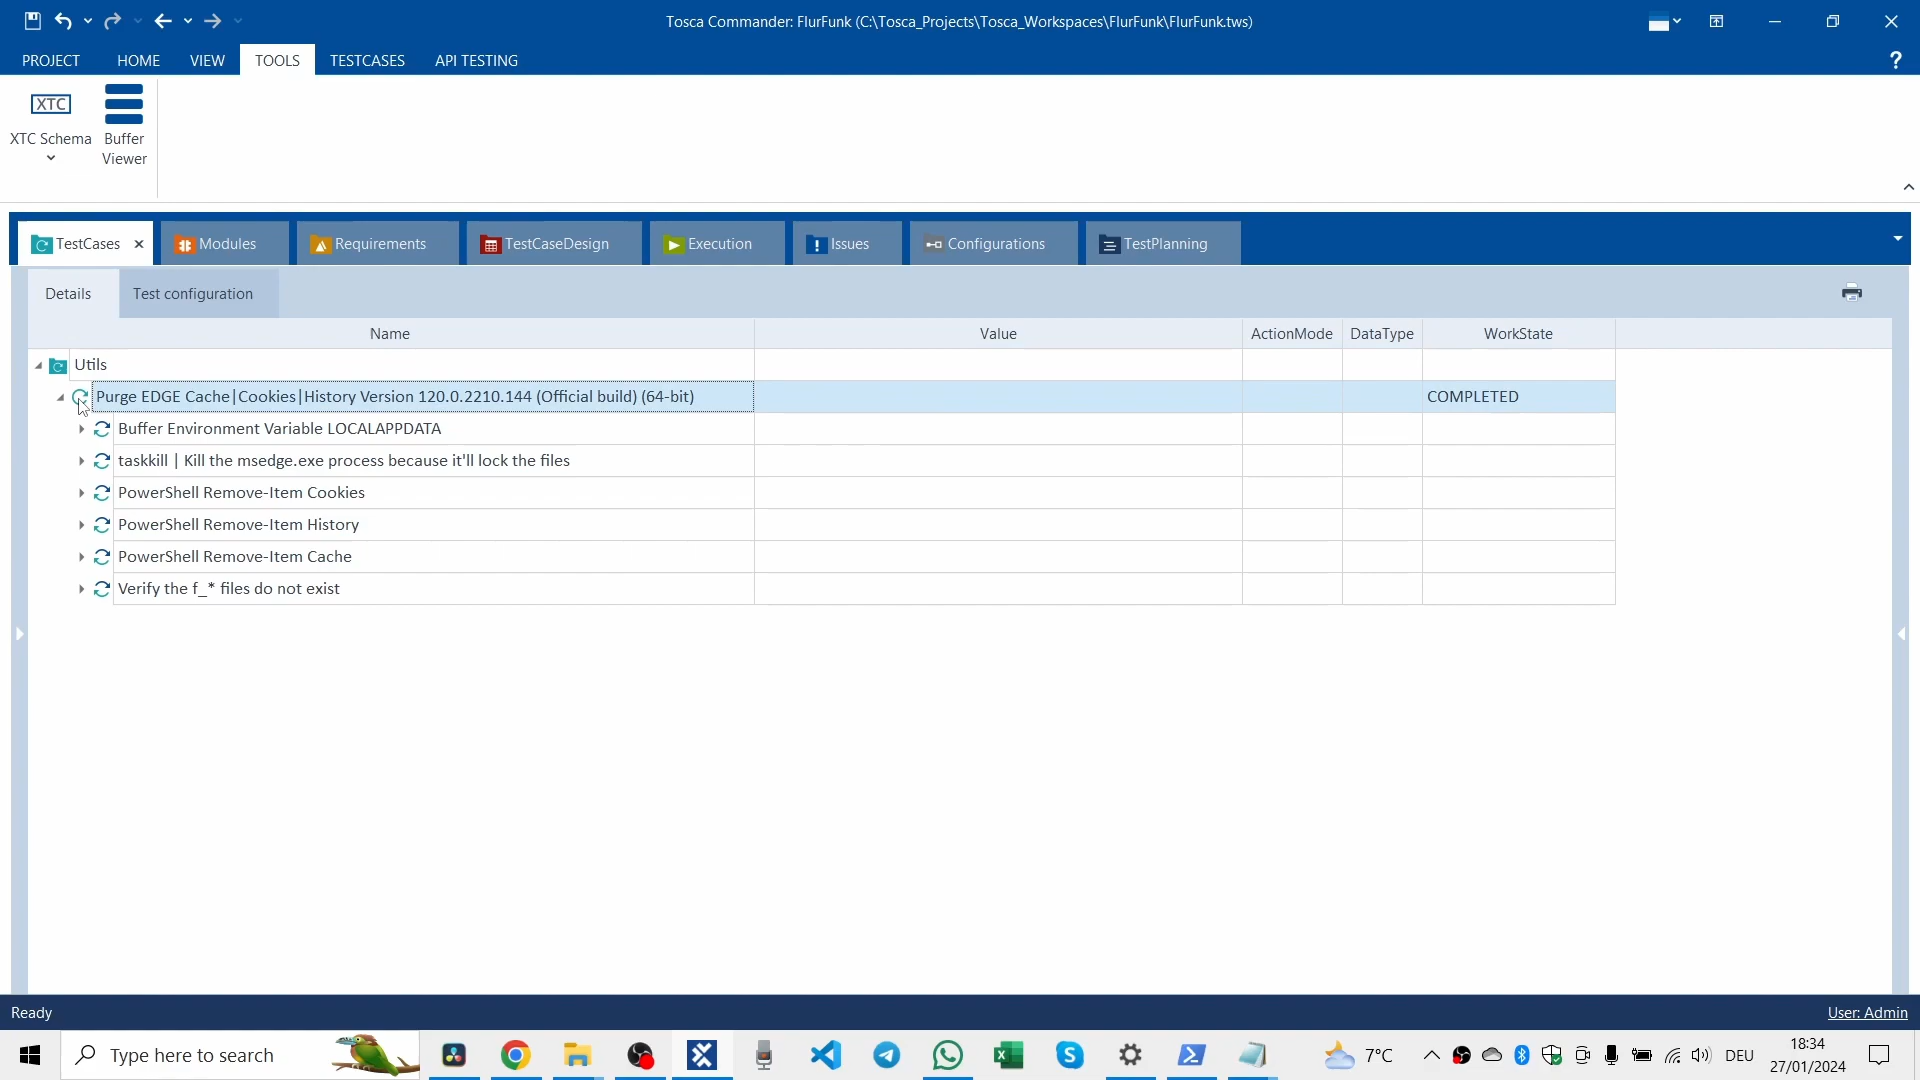 Tosca Commander: FlurFunk (C:\Tosca_Projects\Tosca_Workspaces\FlurFunk\FlurFunk.tws)
PROJECT HOME VIEW TOOLS TESTCASES API TESTING ?
XTC
XTC Schema
Buffer Viewer
TestCases Modules Requirements TestCaseDesign Execution Issues Configurations TestPlanning
Details Test configuration
Name Value ActionMode DataType WorkState
Utils
Purge EDGE Cache|Cookies|History Version 120.0.2210.144 (Official build) (64-bit) COMPLETED
Buffer Environment Variable LOCALAPPDATA
taskkill | Kill the msedge.exe process because it'll lock the files
PowerShell Remove-Item Cookies
PowerShell Remove-Item History
PowerShell Remove-Item Cache
Verify the f_* files do not exist
Ready User: Admin
Type here to search 7°C DEU 18:34
27/01/2024